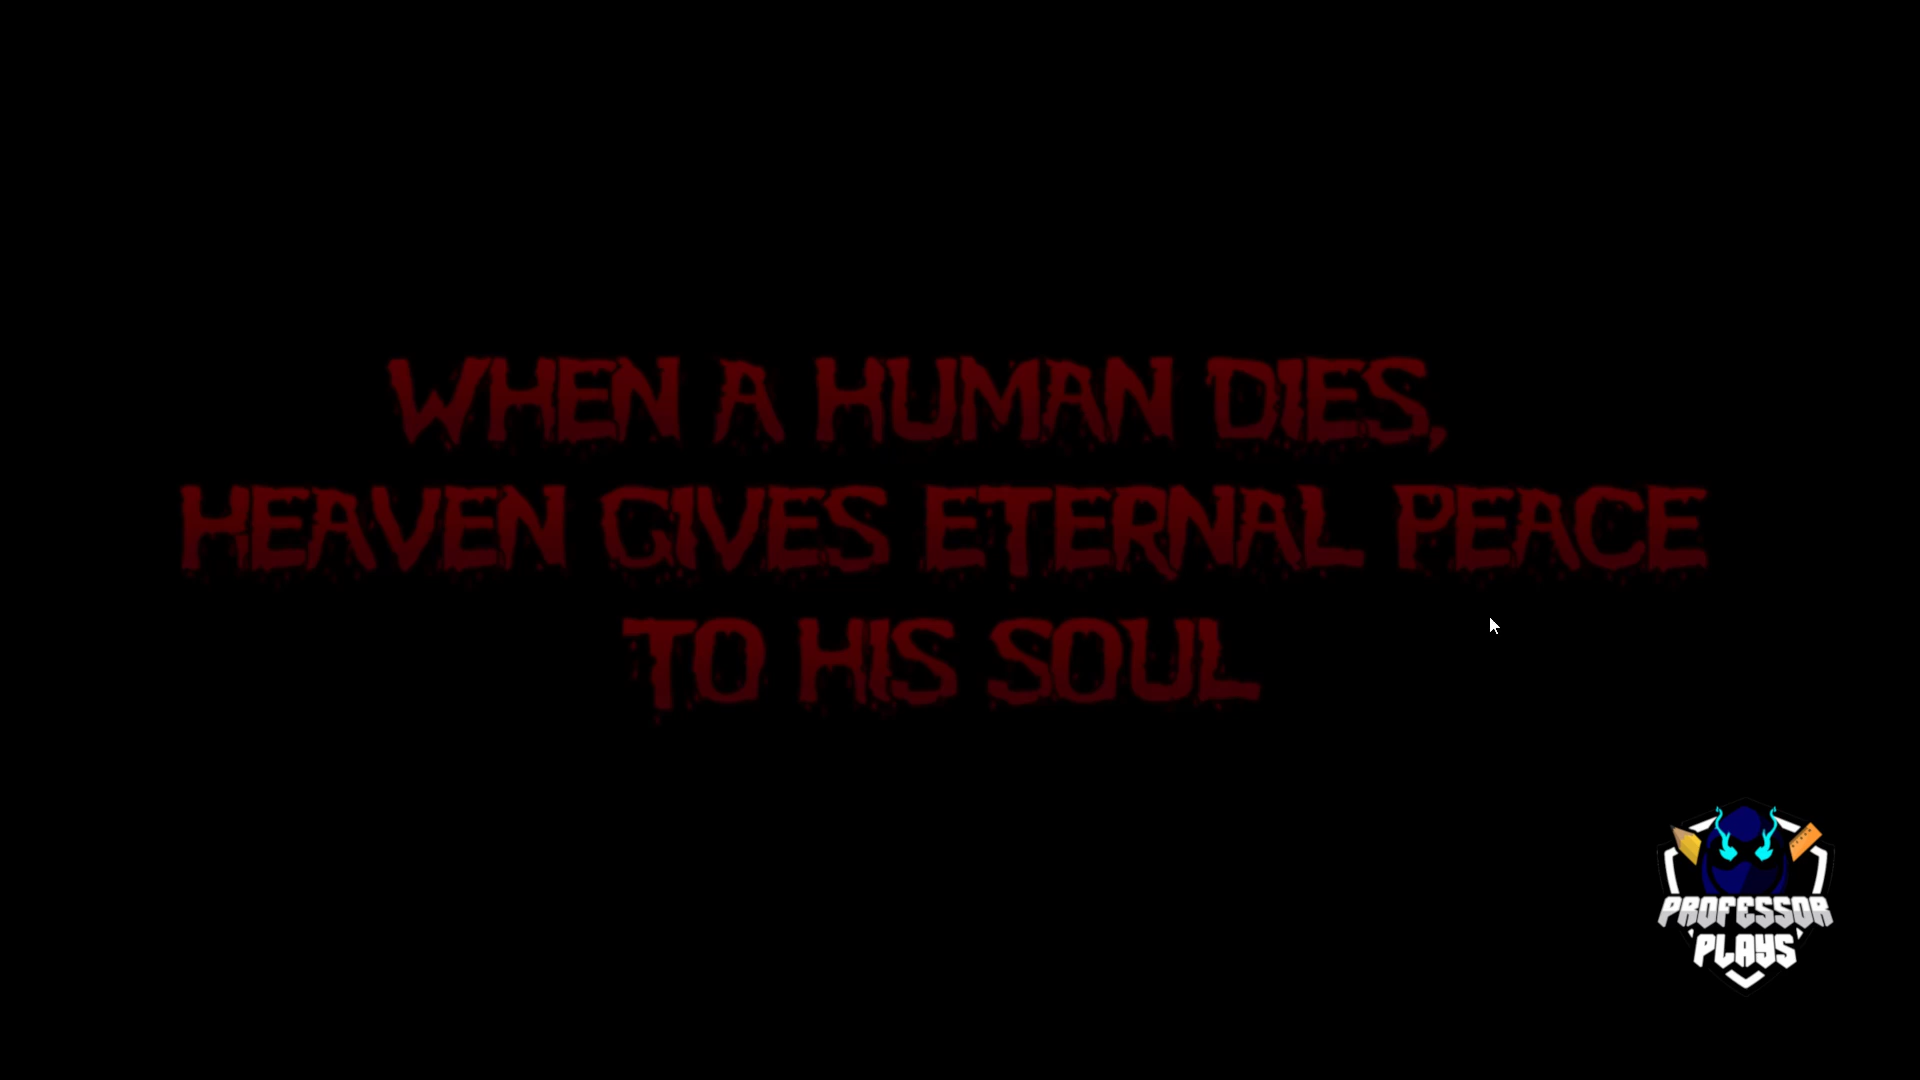 WHEN A HUMAN DIES,
HEAVEN GIVES ETERNAL PEACE
TO HIS SOUL
PROFESSOR
PLAYS